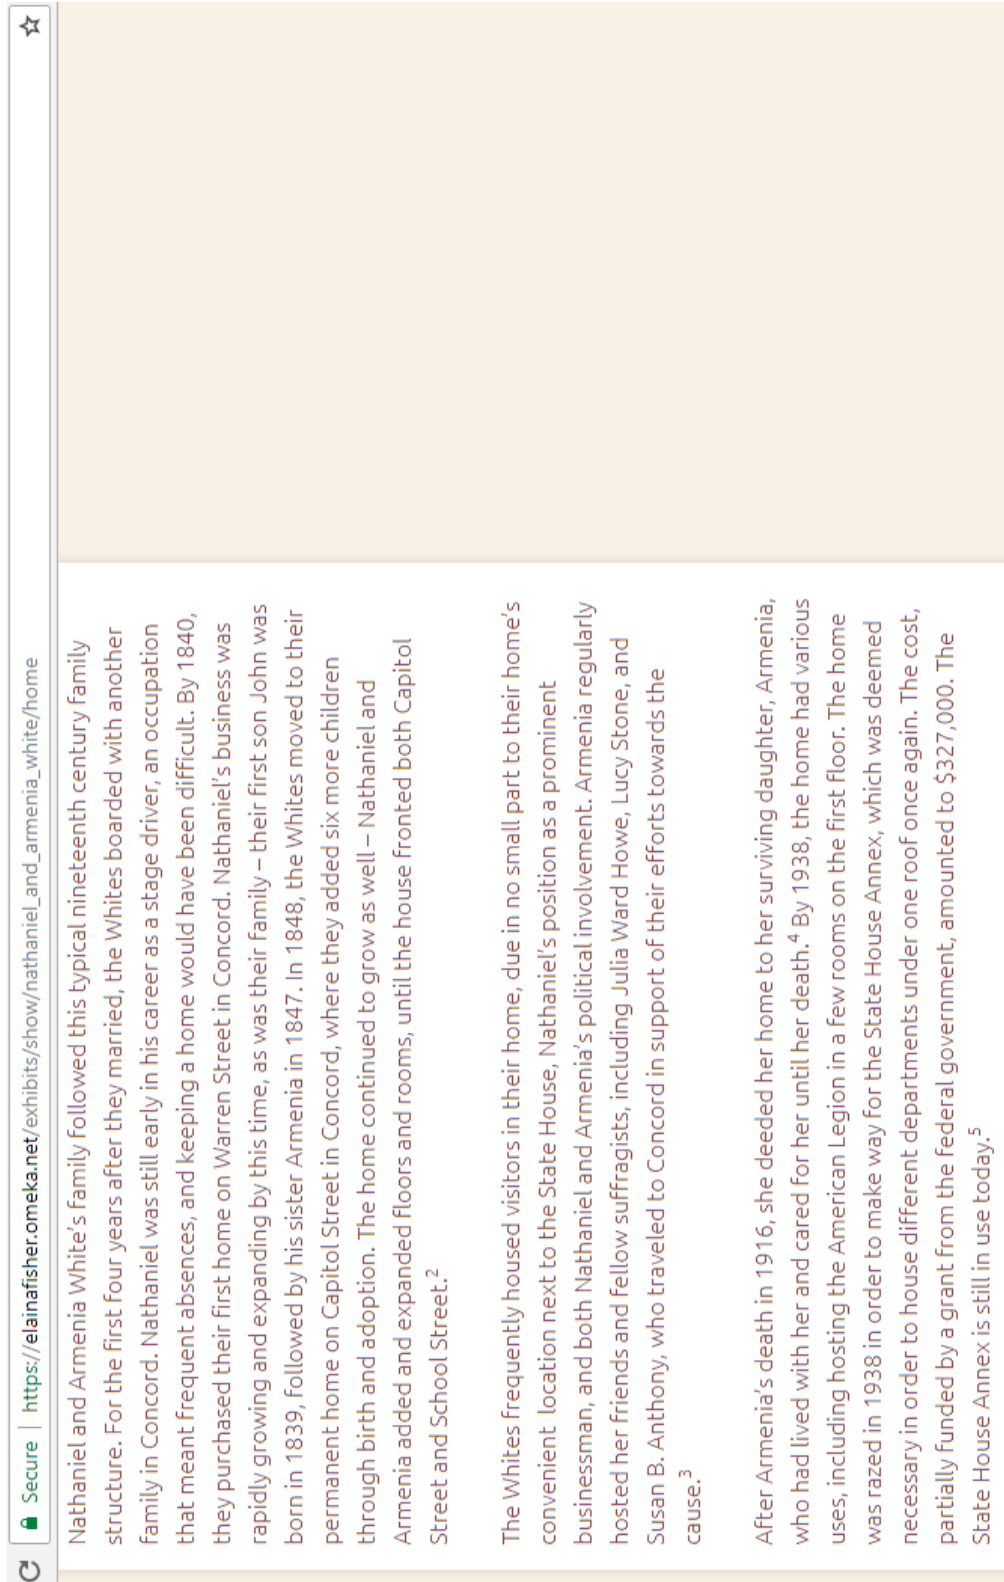 Secure | https://elainafisher.omeka.net/exhibits/show/nathaniel_and_armenia_white/home
Nathaniel and Armenia White's family followed this typical nineteenth century family
structure. For the first four years after they married, the Whites boarded with another
family in Concord. Nathaniel was still early in his career as a stage driver, an occupation
that meant frequent absences, and keeping a home would have been difficult. By 1840,
they purchased their first home on Warren Street in Concord. Nathaniel's business was
rapidly growing and expanding by this time, as was their family – their first son John was
born in 1839, followed by his sister Armenia in 1847. In 1848, the Whites moved to their
permanent home on Capitol Street in Concord, where they added six more children
through birth and adoption. The home continued to grow as well – Nathaniel and
Armenia added and expanded floors and rooms, until the house fronted both Capitol
Street and School Street.²
The Whites frequently housed visitors in their home, due in no small part to their home's
convenient location next to the State House, Nathaniel's position as a prominent
businessman, and both Nathaniel and Armenia's political involvement. Armenia regularly
hosted her friends and fellow suffragists, including Julia Ward Howe, Lucy Stone, and
Susan B. Anthony, who traveled to Concord in support of their efforts towards the
cause.³
After Armenia's death in 1916, she deeded her home to her surviving daughter, Armenia,
who had lived with her and cared for her until her death.⁴ By 1938, the home had various
uses, including hosting the American Legion in a few rooms on the first floor. The home
was razed in 1938 in order to make way for the State House Annex, which was deemed
necessary in order to house different departments under one roof once again. The cost,
partially funded by a grant from the federal government, amounted to $327,000. The
State House Annex is still in use today.⁵